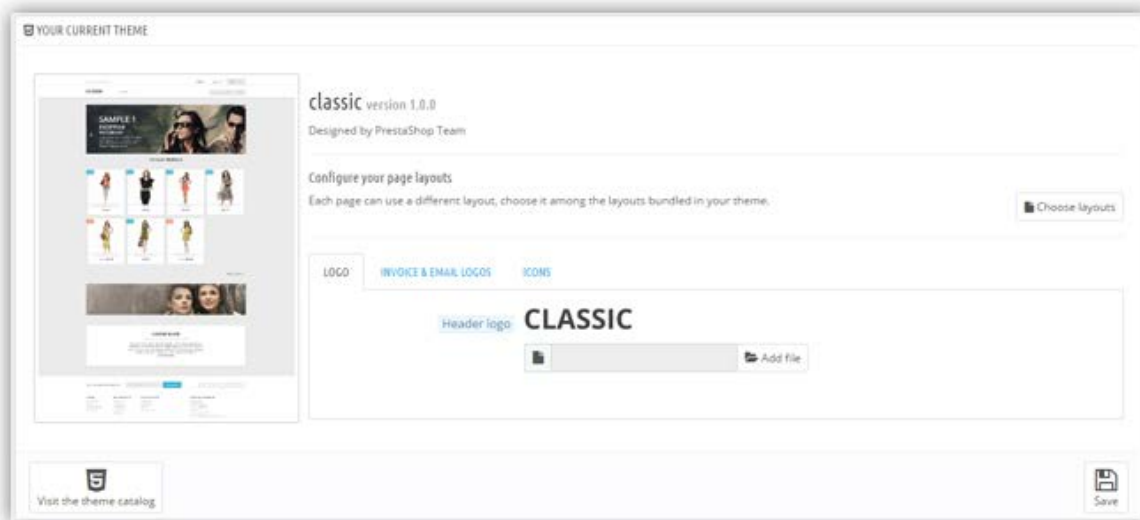 YOUR CURRENT THEME
classic version 1.0.0
Designed by PrestaShop Team
Configure your page layouts
Each page can use a different layout, choose it among the layouts bundled in your theme.
Choose layouts
LOGO INVOICE & EMAIL LOGOS ICONS
Header logo CLASSIC
Add file
SAMPLE 1
Visit the theme catalog
Save